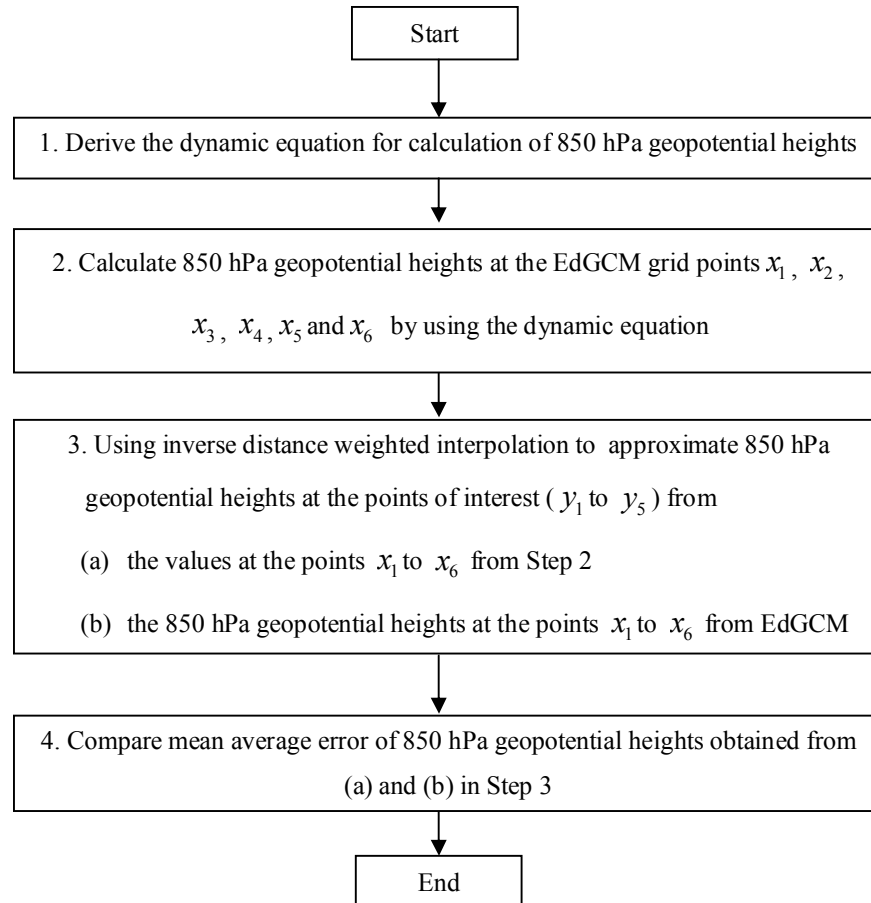 Start
1. Derive the dynamic equation for calculation of 850 hPa geopotential heights
2. Calculate 850 hPa geopotential heights at the EdGCM grid points x₁, x₂,
x₃, x₄, x₅ and x₆ by using the dynamic equation
3. Using inverse distance weighted interpolation to approximate 850 hPa
geopotential heights at the points of interest ( y₁ to y₅ ) from
(a) the values at the points x₁ to x₆ from Step 2
(b) the 850 hPa geopotential heights at the points x₁ to x₆ from EdGCM
4. Compare mean average error of 850 hPa geopotential heights obtained from
(a) and (b) in Step 3
End